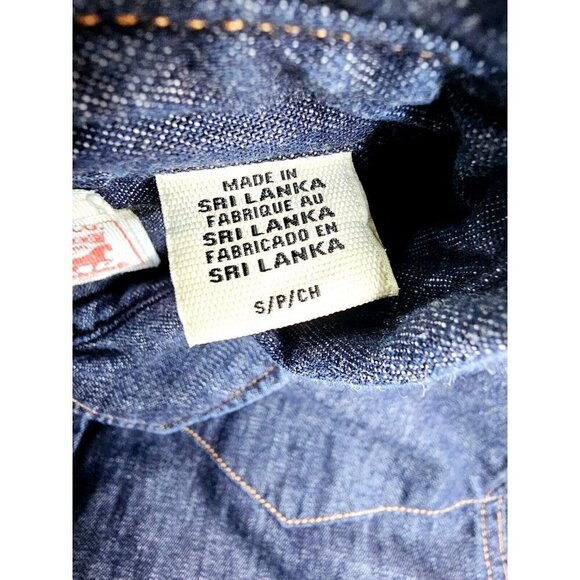 MADE IN
SRI LANKA
FABRIQUE AU
SRI LANKA
FABRICADO EN
SRI LANKA
S/P/CH